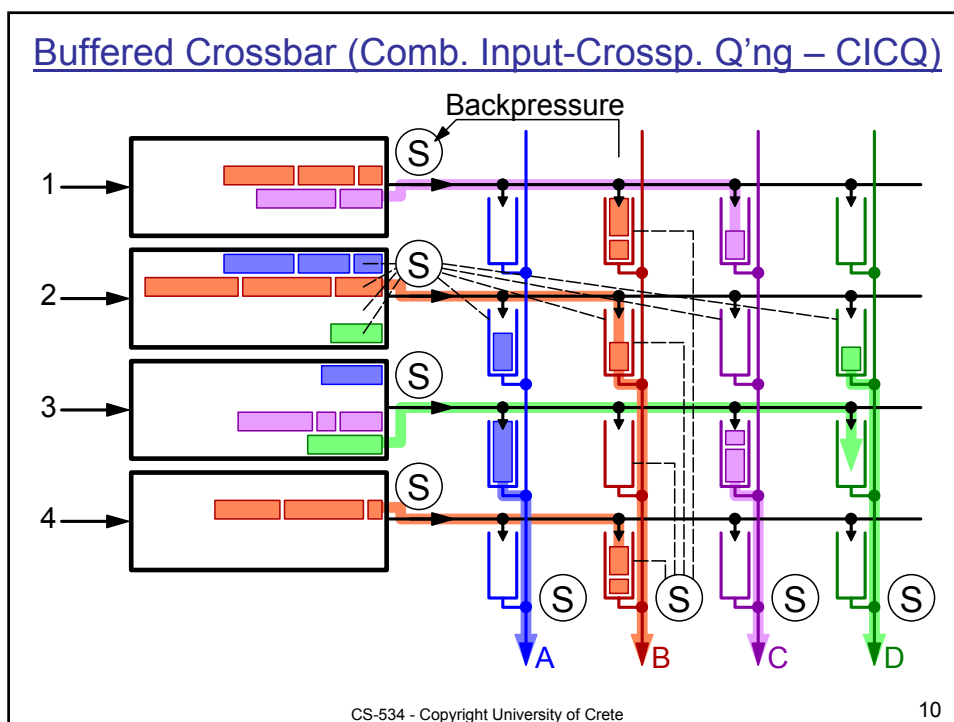 Buffered Crossbar (Comb. Input-Crossp. Q'ng – CICQ)
Backpressure
S
1
S
2
S
3
S
4
S S S S
A B C D
CS-534 - Copyright University of Crete
10